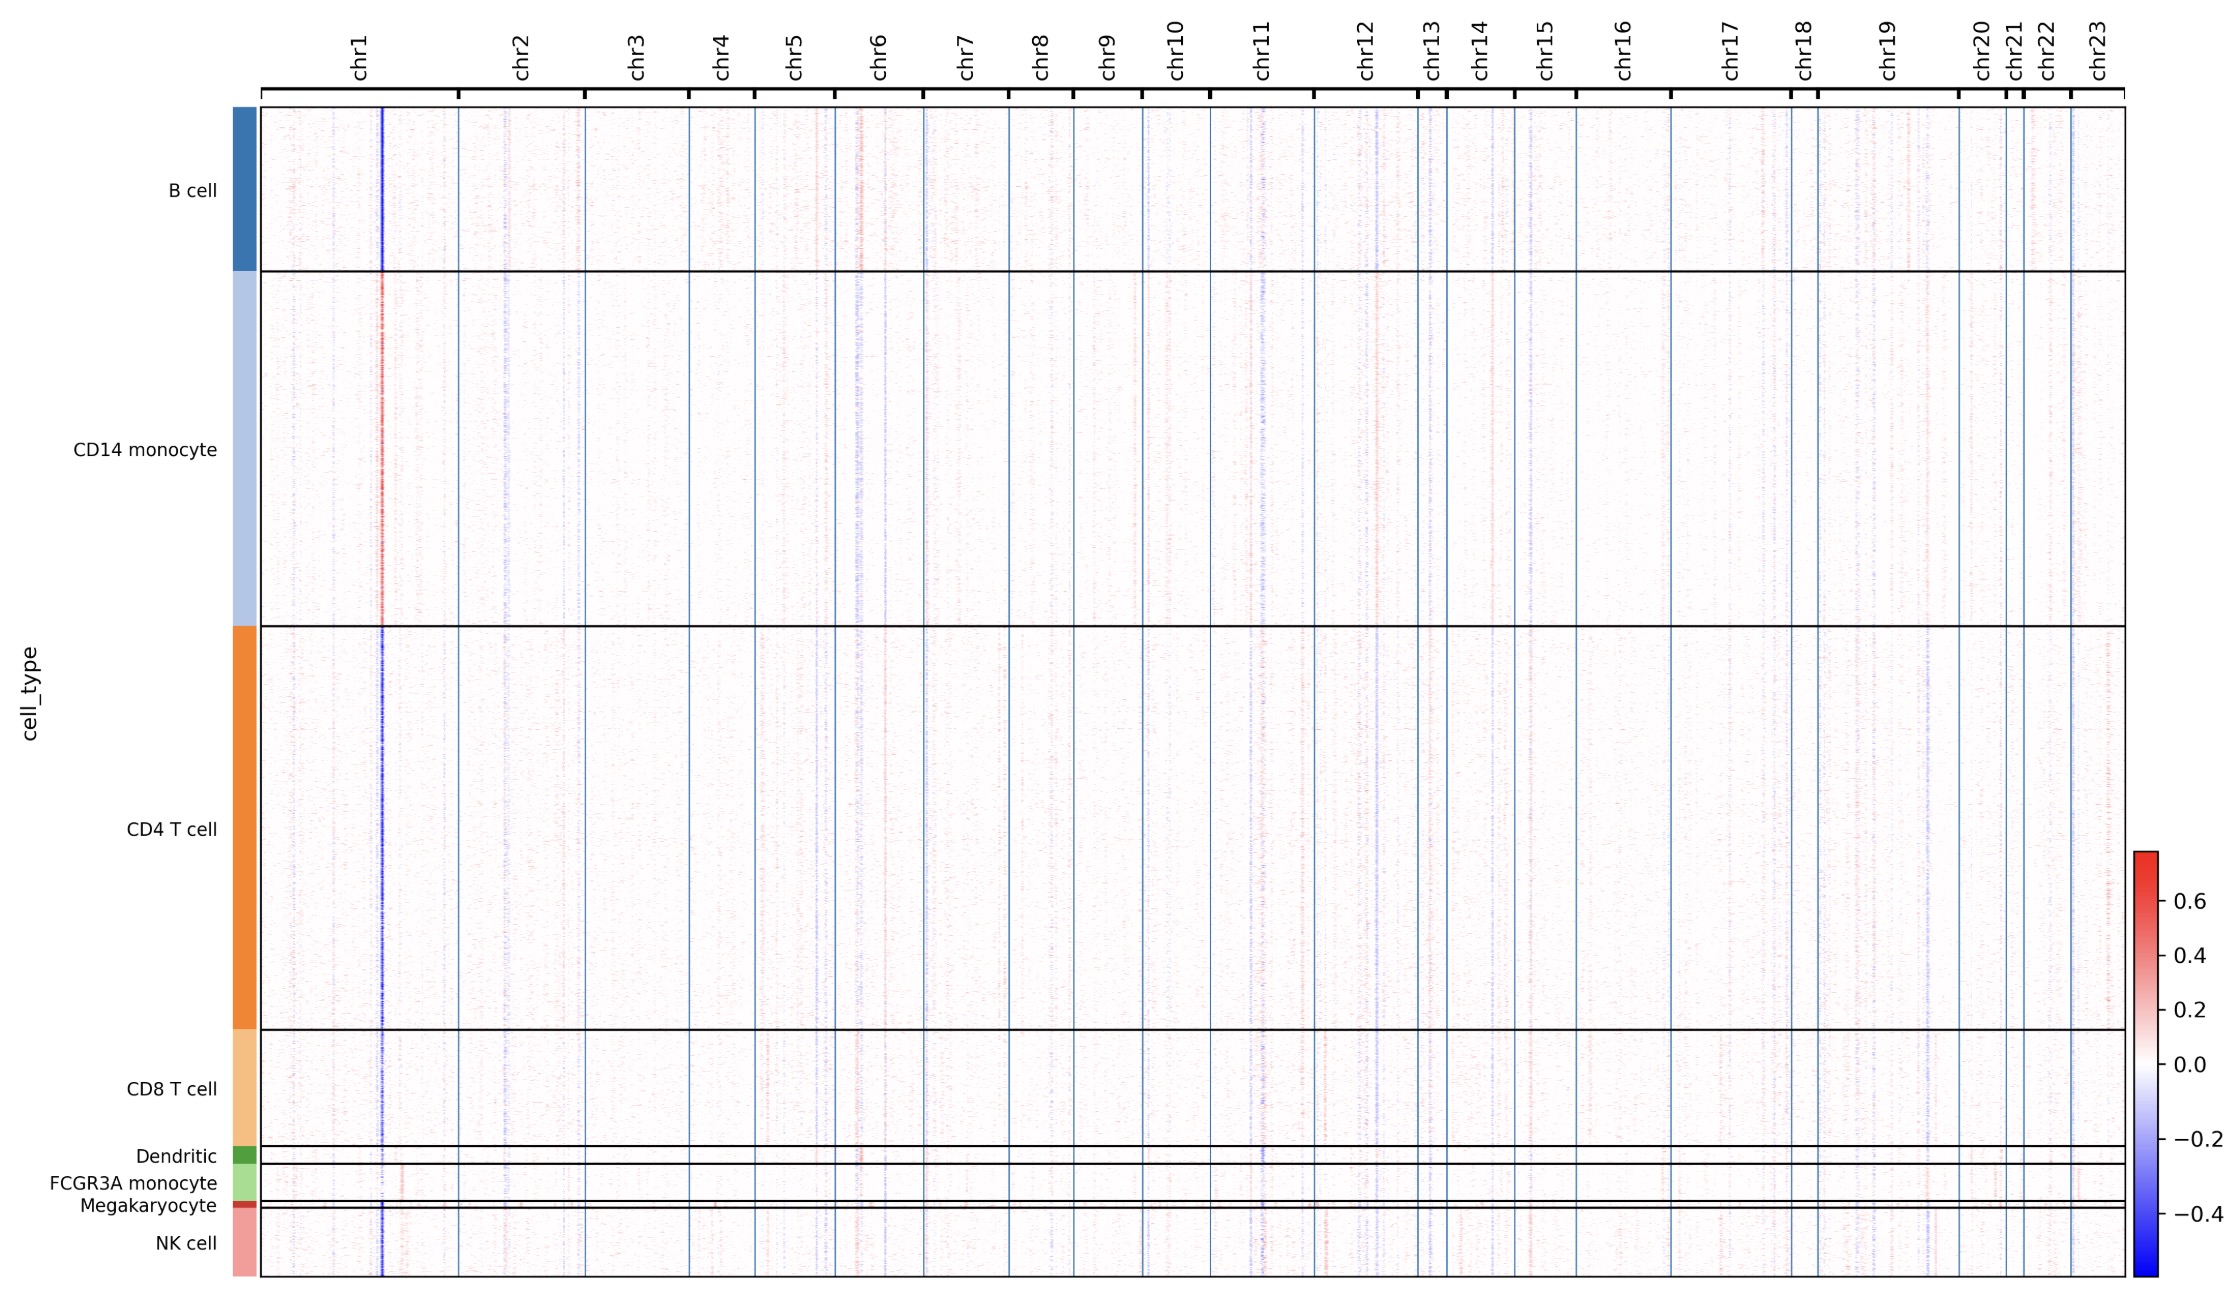 chr1
chr2
chr3
chr4
chr5
chr6
chr7
chr8
chr9
chr10
chr11
chr12
chr13
chr14
chr15
chr16
chr17
chr18
chr19
chr20
chr21
chr22
chr23
cell_type
B cell
CD14 monocyte
CD4 T cell
CD8 T cell
Dendritic
FCGR3A monocyte
Megakaryocyte
NK cell
0.6
0.4
0.2
0.0
−0.2
−0.4